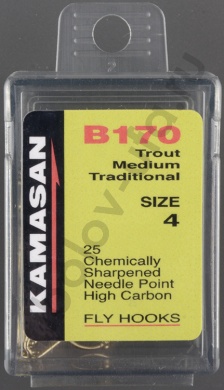 KAMASAN
B170
Trout
Medium
Traditional
SIZE
4
25
Chemically
Sharpened
Needle Point
High Carbon
FLY HOOKS